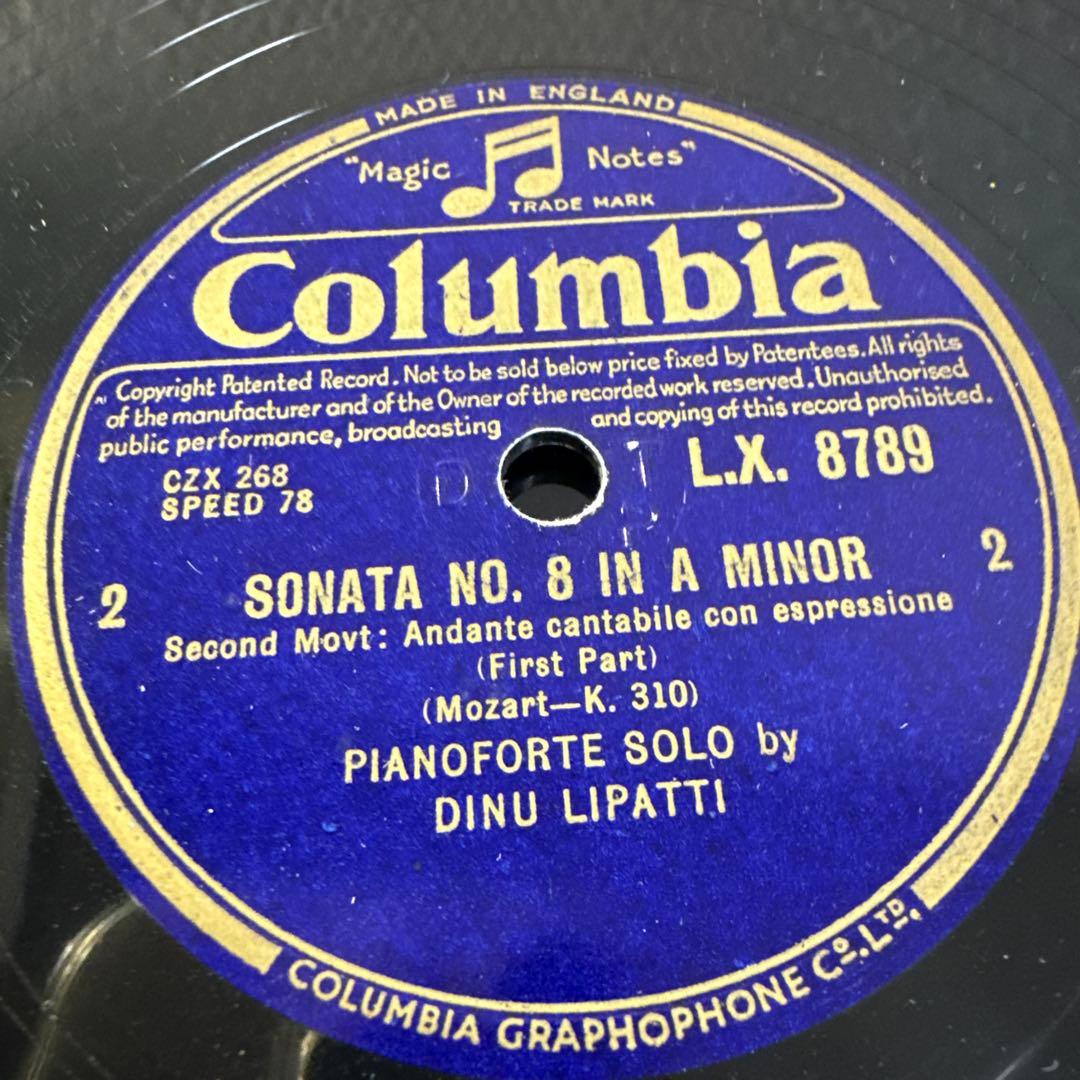 MADE IN ENGLAND
"Magic Notes"
TRADE MARK
Columbia
Copyright Patented Record. Not to be sold below price fixed by Patentees. All rights
of the manufacturer and of the Owner of the recorded work reserved. Unauthorised
public performance, broadcasting and copying of this record prohibited.
CZX 268
L.X. 8789
SPEED 78
SONATA NO. 8 IN A MINOR
2
2
Second Movt: Andante cantabile con espressione
(First Part)
(Mozart—K. 310)
PIANOFORTE SOLO by
DINU LIPATTI
COLUMBIA GRAPHOPHONE Cº. LTD.